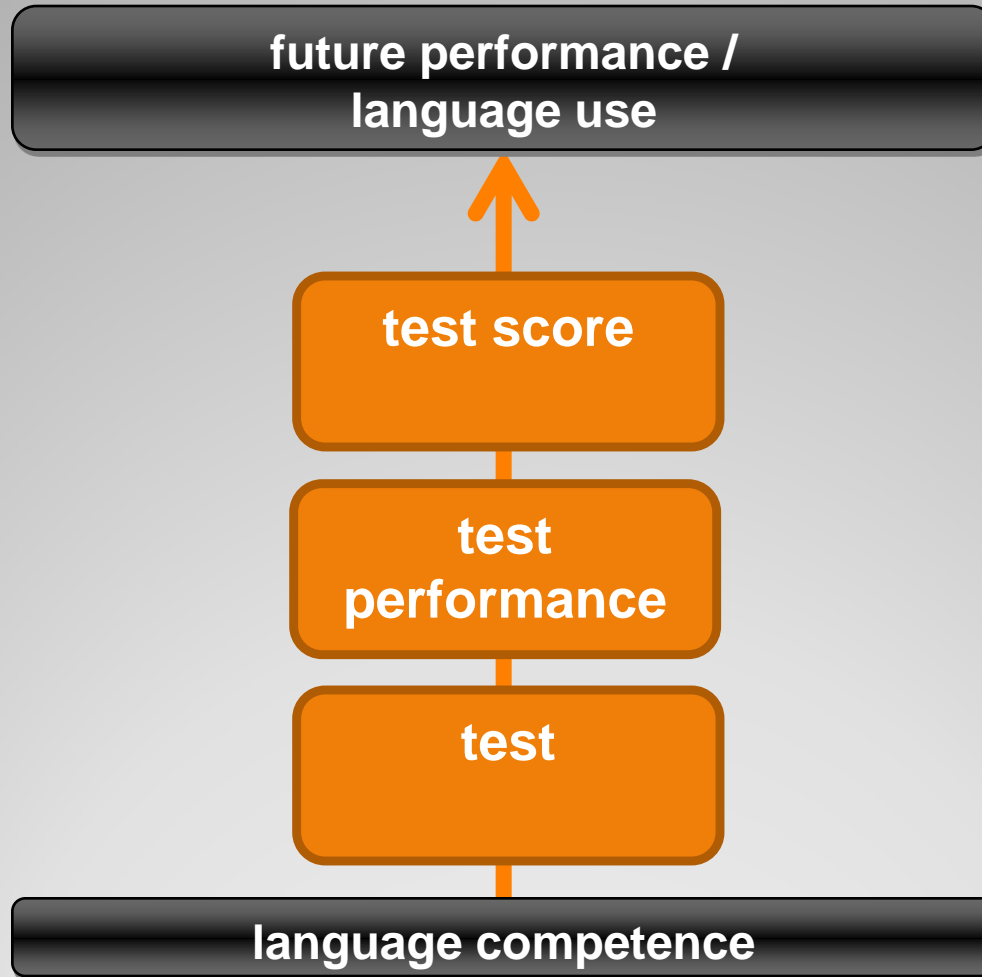 future performance /
language use
test score
test
performance
test
language competence